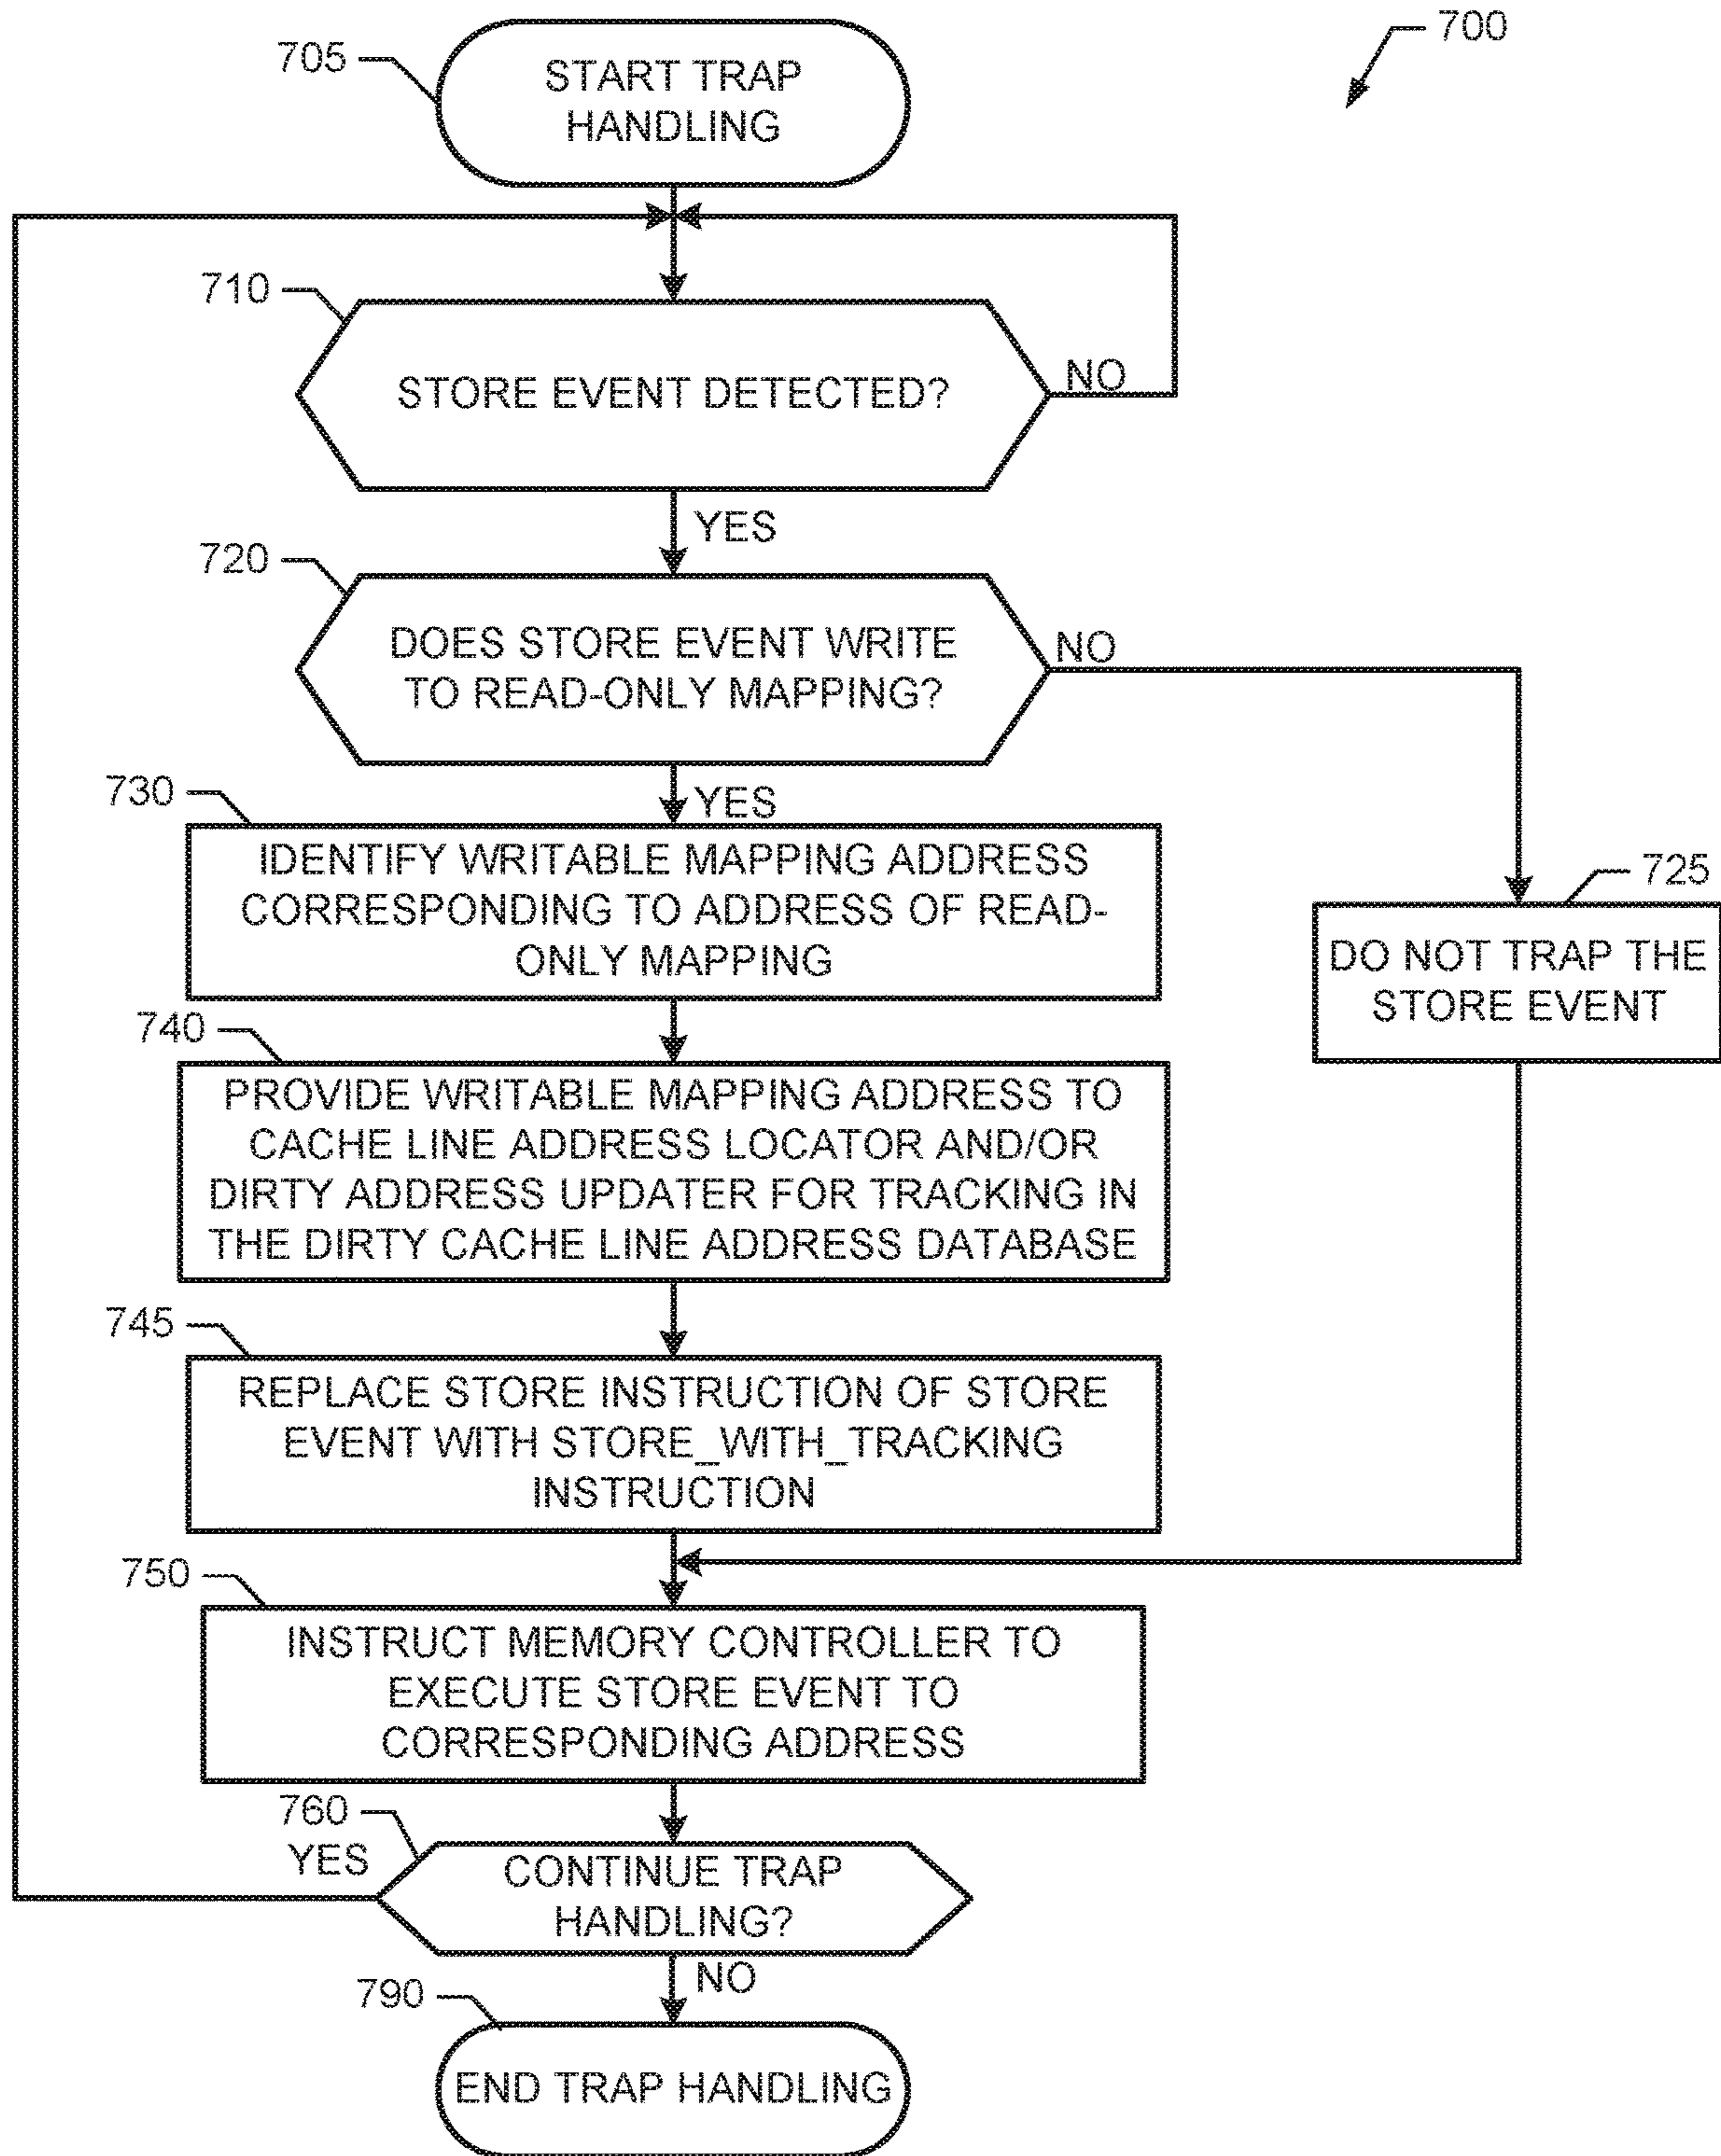 700
705
START TRAP
HANDLING
710
STORE EVENT DETECTED?
NO
YES
720
DOES STORE EVENT WRITE
TO READ-ONLY MAPPING?
NO
YES
730
IDENTIFY WRITABLE MAPPING ADDRESS
CORRESPONDING TO ADDRESS OF READ-
ONLY MAPPING
725
DO NOT TRAP THE
STORE EVENT
740
PROVIDE WRITABLE MAPPING ADDRESS TO
CACHE LINE ADDRESS LOCATOR AND/OR
DIRTY ADDRESS UPDATER FOR TRACKING IN
THE DIRTY CACHE LINE ADDRESS DATABASE
745
REPLACE STORE INSTRUCTION OF STORE
EVENT WITH STORE_WITH_TRACKING
INSTRUCTION
750
INSTRUCT MEMORY CONTROLLER TO
EXECUTE STORE EVENT TO
CORRESPONDING ADDRESS
760
YES
CONTINUE TRAP
HANDLING?
NO
790
END TRAP HANDLING